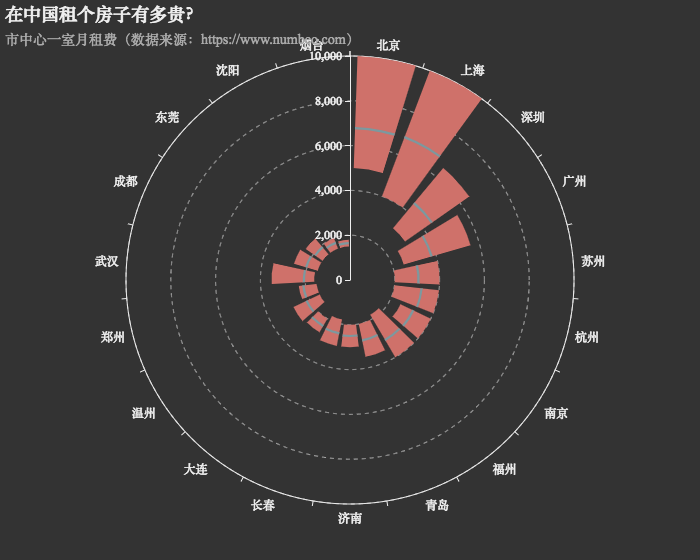 在中国租个房子有多贵?
市中心一室月租费（数据来源：https://www.numbeo.com）
北京
上海
深圳
广州
苏州
杭州
南京
福州
青岛
济南
长春
大连
温州
郑州
武汉
成都
东莞
沈阳
烟台
10,000
8,000
6,000
4,000
2,000
0